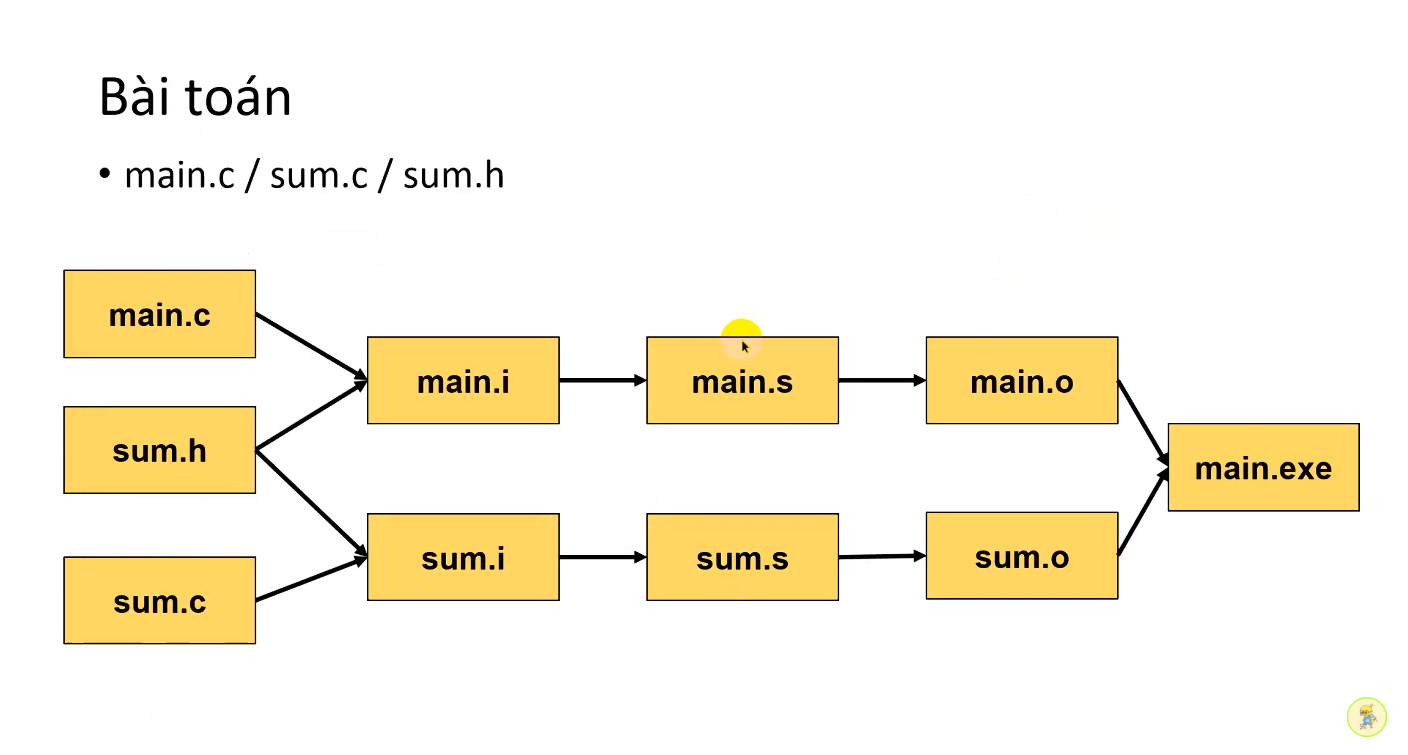 Bài toán
• main.c / sum.c / sum.h
main.c
sum.h
sum.c
main.i
main.s
main.o
sum.i
sum.s
sum.o
main.exe